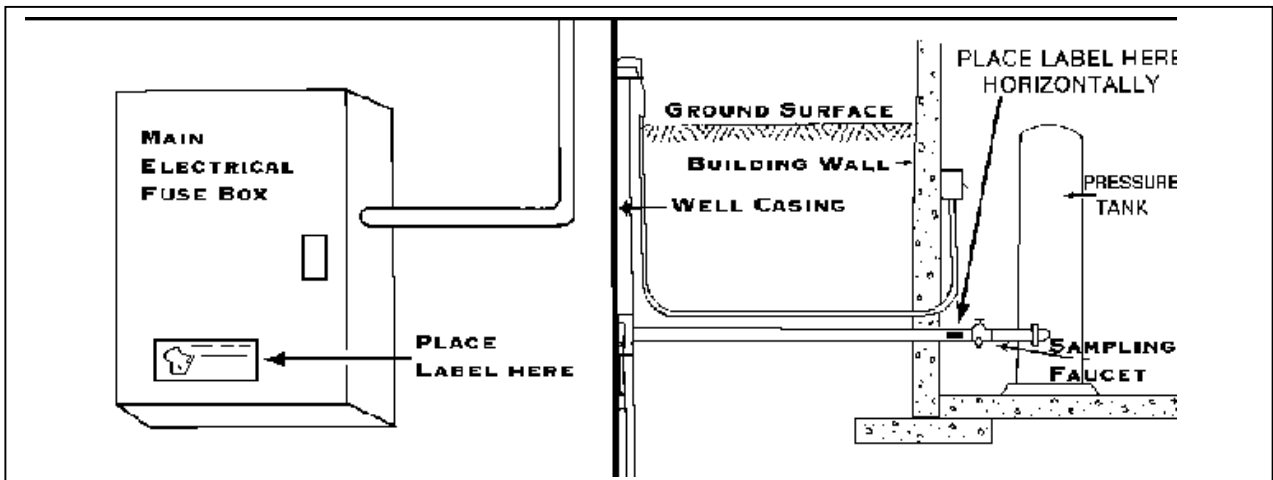 MAIN
ELECTRICAL
FUSE BOX
PLACE
LABEL HERE
GROUND SURFACE
BUILDING WALL
WELL CASING
PLACE LABEL HERE
HORIZONTALLY
PRESSURE
TANK
SAMPLING
FAUCET